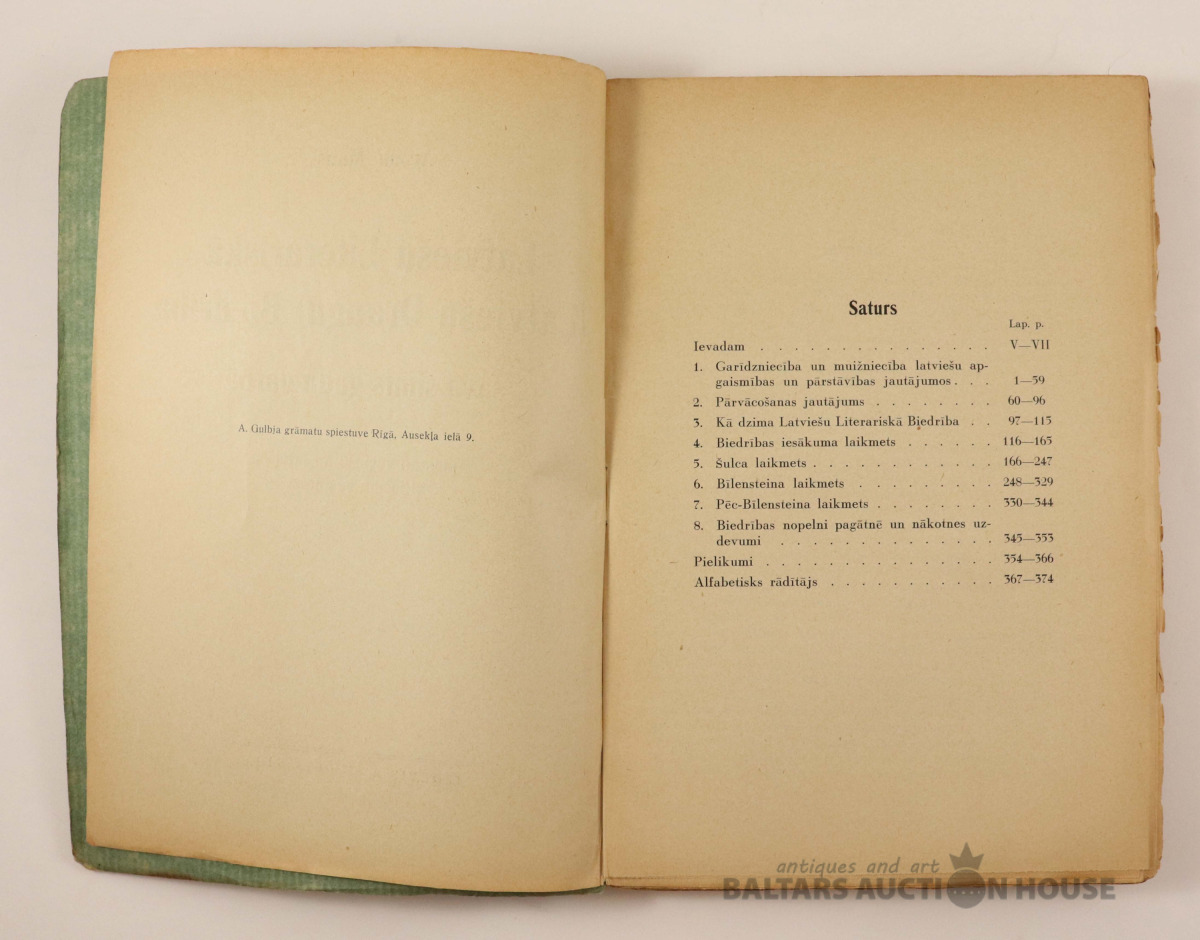 A. Gulbja grāmatu spiestuve Rīgā, Ausekļa ielā 9.
Saturs
Lap. p.
Ievadam . . . . . . . . . . . . . . . V—VII
1. Garīdzniecība un muižniecība latviešu ap-
gaismības un pārstāvības jautājumos . . . 1—59
2. Pārvācošanas jautājums . . . . . . . . 60—96
3. Kā dzima Latviešu Literariskā Biedrība . . 97—115
4. Biedrības iesākuma laikmets . . . . . . 116—165
5. Šulca laikmets . . . . . . . . . . . . 166—247
6. Bīlensteina laikmets . . . . . . . . . 248—329
7. Pēc-Bīlensteina laikmets . . . . . . . 330—344
8. Biedrības nopelni pagātnē un nākotnes uz-
devumi . . . . . . . . . . . . . . 345—353
Pielikumi . . . . . . . . . . . . . . . 354—366
Alfabetisks rādītājs . . . . . . . . . . . 367—374
antiques and art
BALTARS AUCTION HOUSE